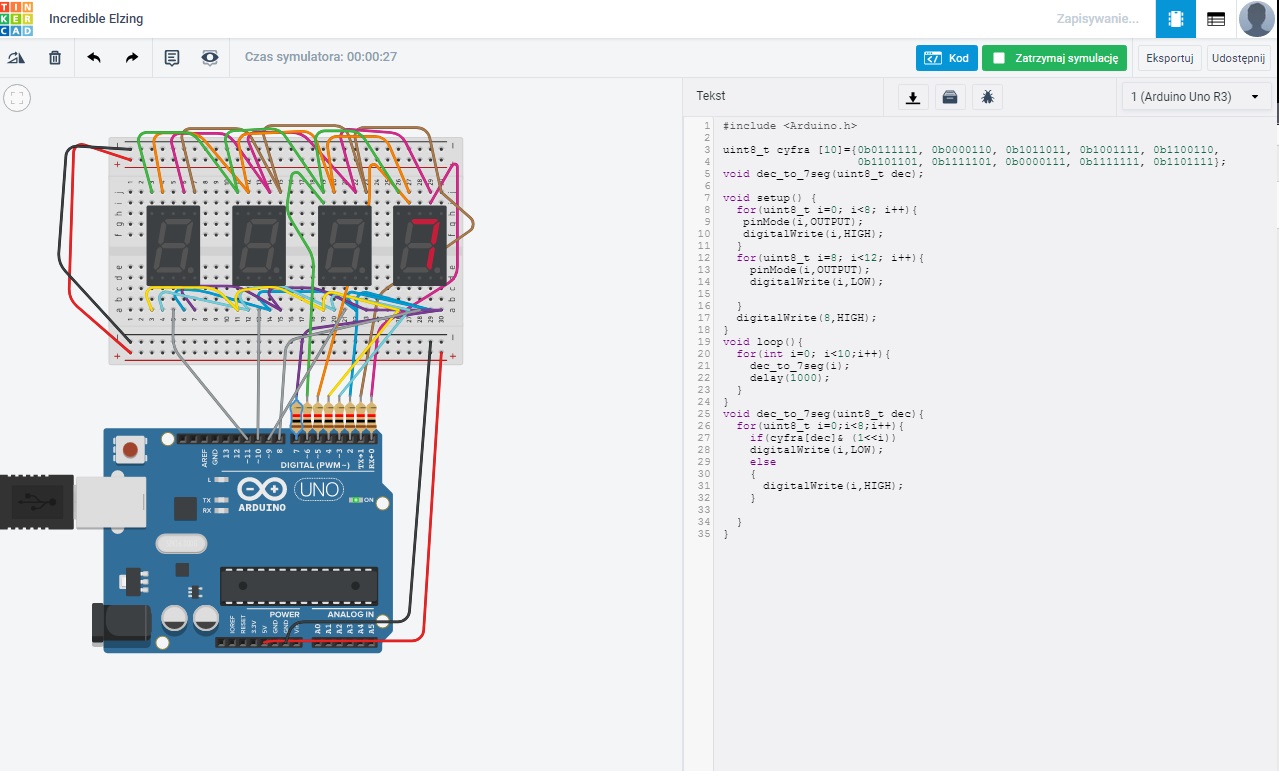 TIN
KER
CAD
Incredible Elzing
Zapisywanie...
Czas symulatora: 00:00:27
Kod
Zatrzymaj symulację
Eksportuj
Udostępnij
Tekst
1 (Arduino Uno R3)
1 #include <Arduino.h>
2
3 uint8_t cyfra [10]={0b0111111, 0b0000110, 0b1011011, 0b1001111, 0b1100110,
4 0b1101101, 0b1111101, 0b0000111, 0b1111111, 0b1101111};
5 void dec_to_7seg(uint8_t dec);
6
7 void setup() {
8 for(uint8_t i=0; i<8; i++){
9 pinMode(i,OUTPUT);
10 digitalWrite(i,HIGH);
11 }
12 for(uint8_t i=8; i<12; i++){
13 pinMode(i,OUTPUT);
14 digitalWrite(i,LOW);
15
16 }
17 digitalWrite(8,HIGH);
18 }
19 void loop(){
20 for(int i=0; i<10;i++){
21 dec_to_7seg(i);
22 delay(1000);
23 }
24 }
25 void dec_to_7seg(uint8_t dec){
26 for(uint8_t i=0;i<8;i++){
27 if(cyfra[dec]& (1<<i))
28 digitalWrite(i,LOW);
29 else
30 {
31 digitalWrite(i,HIGH);
32 }
33
34 }
35 }
7
AREF
GND
13
12
~11
~10
~9
8
7
~6
~5
4
~3
2
TX→1
RX←0
DIGITAL (PWM~)
L
TX
RX
ARDUINO
UNO
ON
POWER
ANALOG IN
IOREF
RESET
3.3V
5V
GND
GND
A0
A1
A2
A3
A4
A5